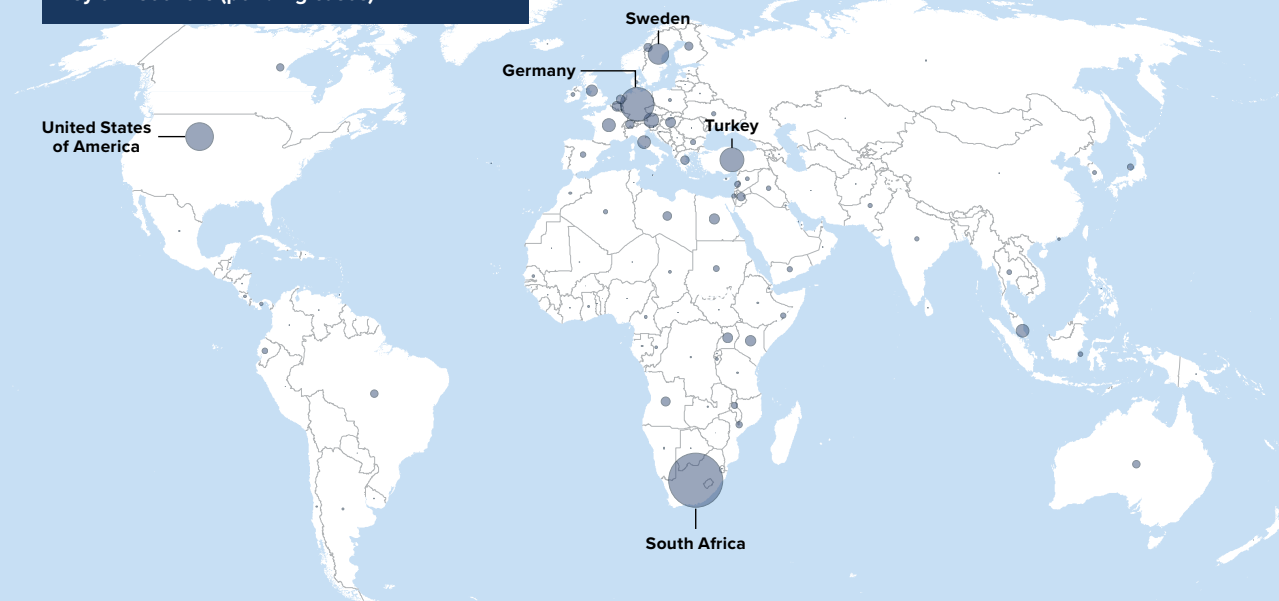 Sweden
Germany
Turkey
United States
of America
South Africa